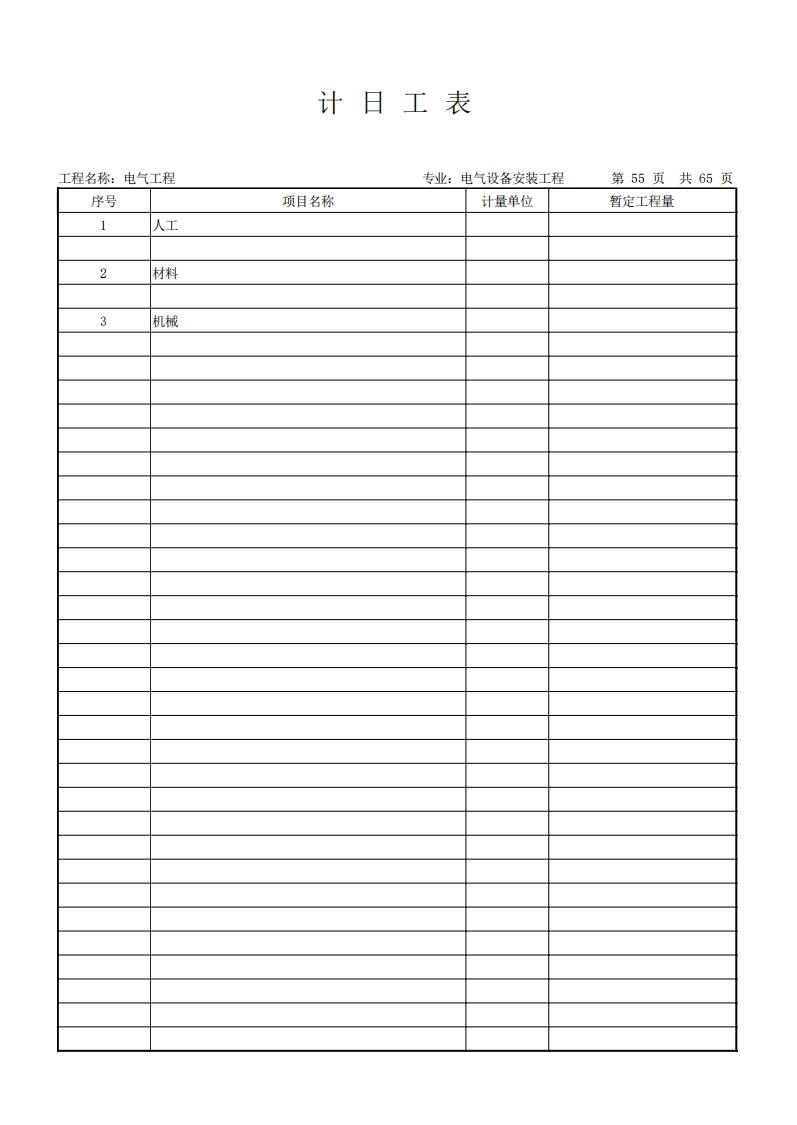 计 日 工 表
工程名称：电气工程 专业：电气设备安装工程 第 55 页 共 65 页
序号 项目名称 计量单位 暂定工程量
1 人工
2 材料
3 机械